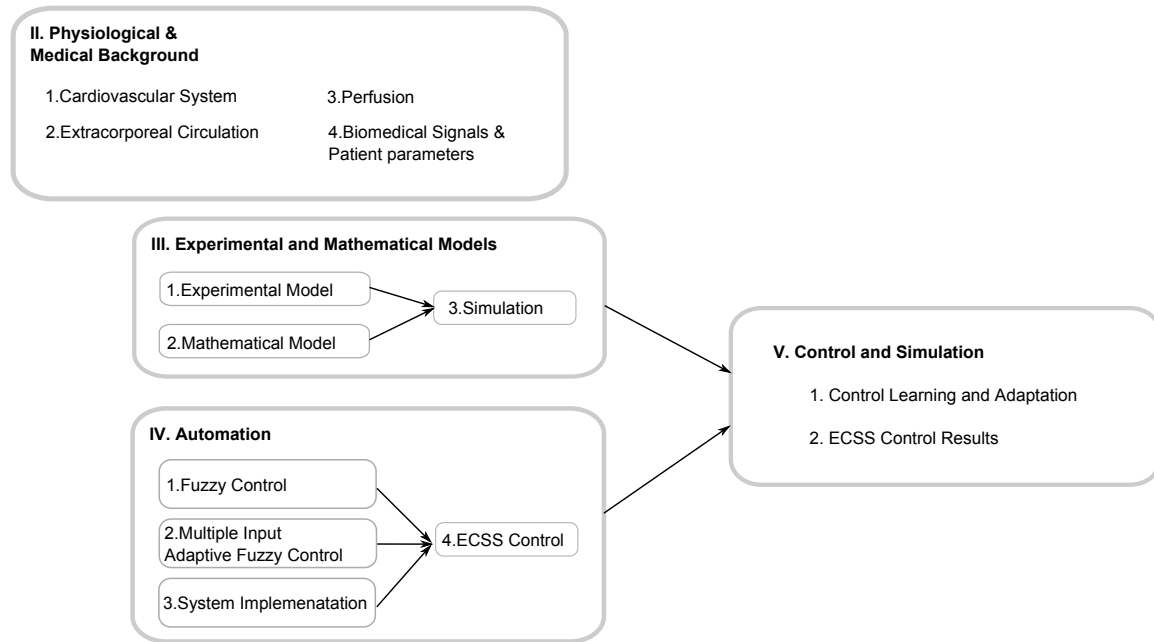 II. Physiological &
Medical Background
1.Cardiovascular System
2.Extracorporeal Circulation
3.Perfusion
4.Biomedical Signals &
Patient parameters
III. Experimental and Mathematical Models
1.Experimental Model
2.Mathematical Model
3.Simulation
IV. Automation
1.Fuzzy Control
2.Multiple Input
Adaptive Fuzzy Control
3.System Implemenatation
4.ECSS Control
V. Control and Simulation
1. Control Learning and Adaptation
2. ECSS Control Results